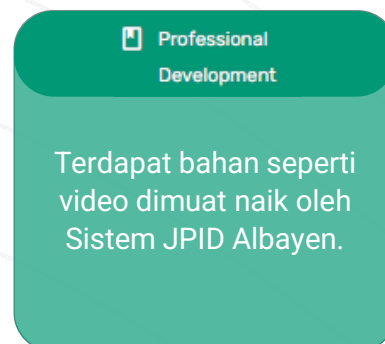 Professional
Development
Terdapat bahan seperti
video dimuat naik oleh
Sistem JPID Albayen.